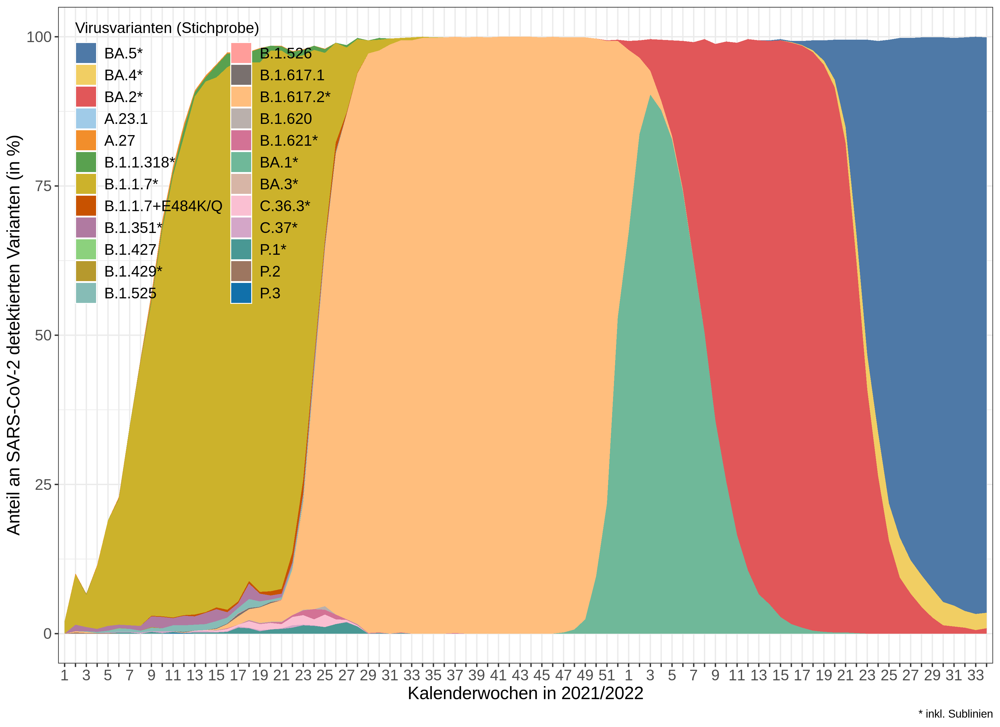 Virusvarianten (Stichprobe)
BA.5*
BA.4*
BA.2*
A.23.1
A.27
B.1.1.318*
B.1.1.7*
B.1.1.7+E484K/Q
B.1.351*
B.1.427
B.1.429*
B.1.525
B.1.526
B.1.617.1
B.1.617.2*
B.1.620
B.1.621*
BA.1*
BA.3*
C.36.3*
C.37*
P.1*
P.2
P.3
Anteil an SARS-CoV-2 detektierten Varianten (in %)
100
75
50
25
0
1 3 5 7 9 11 13 15 17 19 21 23 25 27 29 31 33 35 37 39 41 43 45 47 49 51 1 3 5 7 9 11 13 15 17 19 21 23 25 27 29 31 33
Kalenderwochen in 2021/2022
* inkl. Sublinien